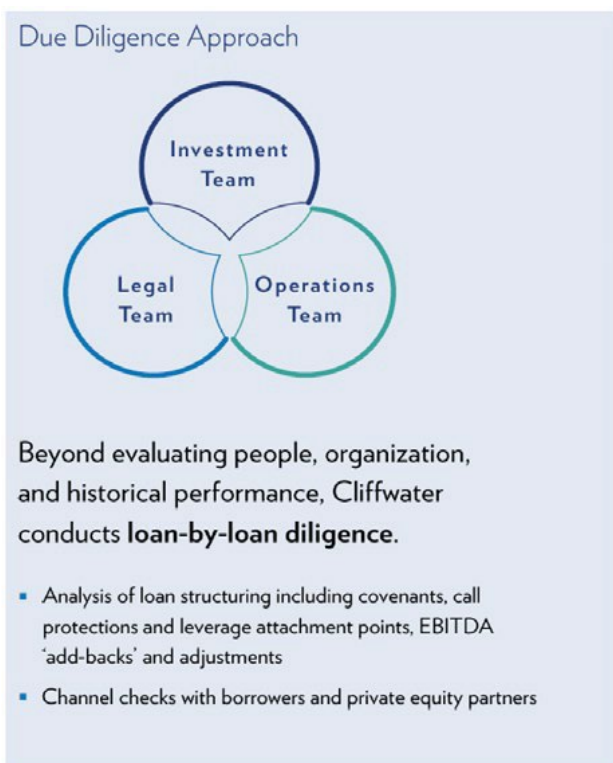 Due Diligence Approach
Investment
Team
Legal
Team
Operations
Team
Beyond evaluating people, organization,
and historical performance, Cliffwater
conducts loan-by-loan diligence.
▪ Analysis of loan structuring including covenants, call
protections and leverage attachment points, EBITDA
‘add-backs’ and adjustments
▪ Channel checks with borrowers and private equity partners